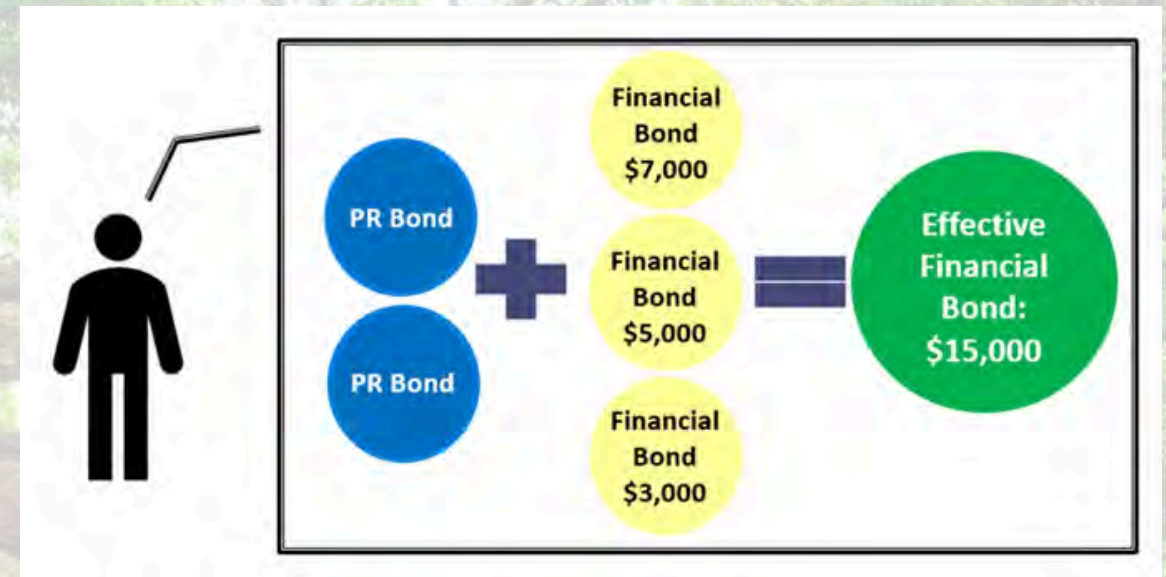 PR Bond
PR Bond
Financial
Bond
$7,000
Financial
Bond
$5,000
Financial
Bond
$3,000
Effective
Financial
Bond:
$15,000